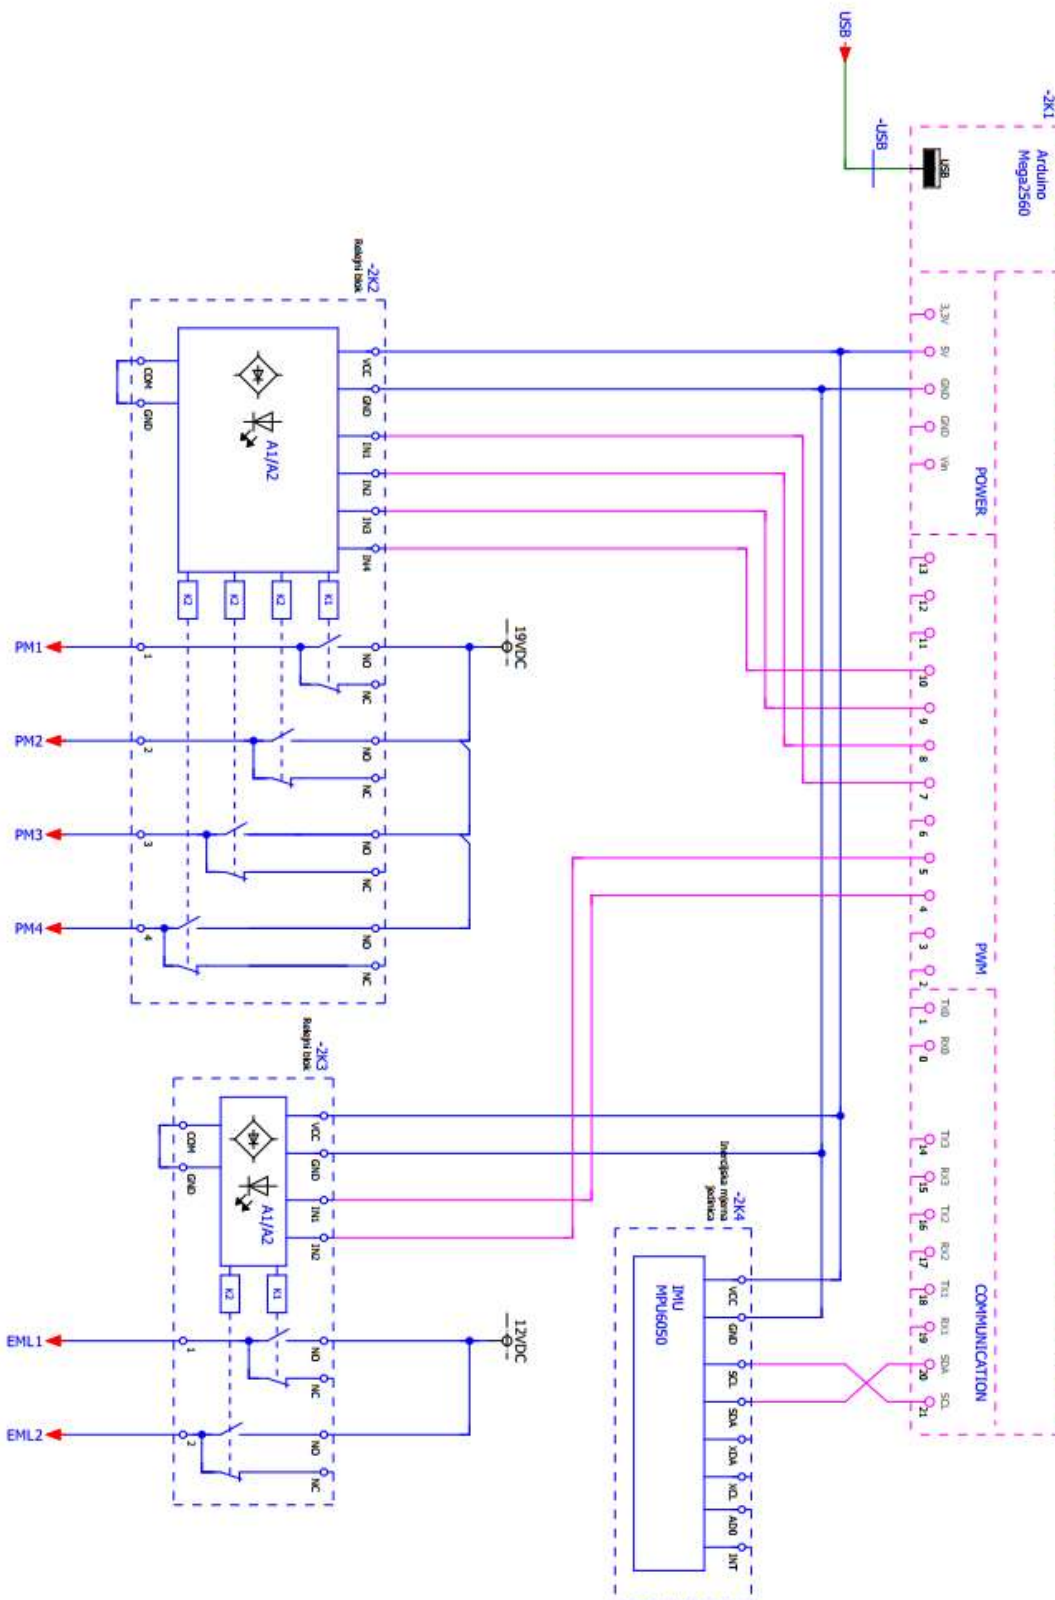 -2K1
Arduino
Mega2560
USB
USB
-USB
POWER
3,3V
5V
GND
GND
Vin
PWM
13
12
11
10
9
8
7
6
5
4
3
2
COMMUNICATION
TX0
1
RX0
0
TX3
14
RX3
15
TX2
16
RX2
17
TX1
18
RX1
19
SDA
20
SCL
21
-2K2
Relejni blok
VCC
GND
IN1
IN2
IN3
IN4
A1/A2
COM
GND
K1
K2
K2
K2
19VDC
NO
NC
NO
NC
NO
NC
NO
NC
1
2
3
4
PM1
PM2
PM3
PM4
-2K3
Relejni blok
VCC
GND
IN1
IN2
A1/A2
COM
GND
K1
K2
12VDC
NO
NC
NO
NC
1
2
EML1
EML2
-2K4
Inercijska mjerna
jedinica
VCC
GND
SCL
SDA
XDA
XCL
AD0
INT
IMU
MPU6050